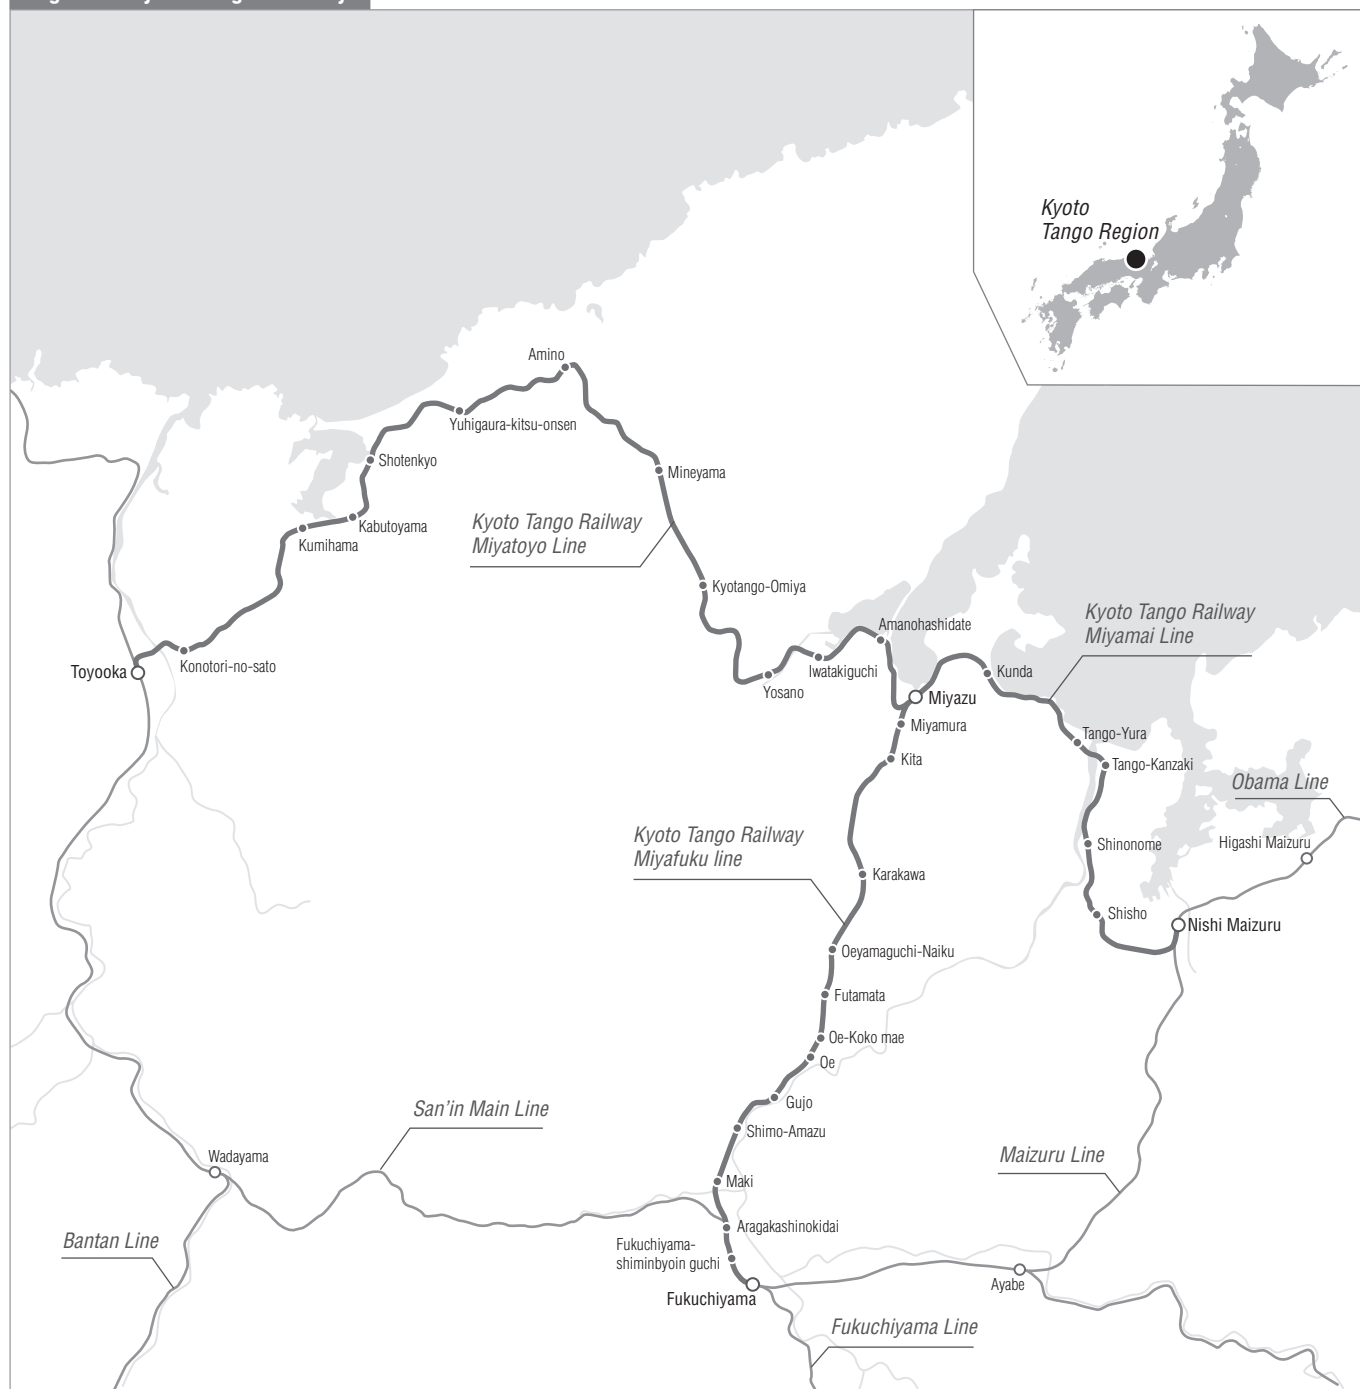 Kyoto
Tango Region
Amino
Yuhigaura-kitsu-onsen
Shotenkyo
Mineyama
Kabutoyama
Kumihama
Kyoto Tango Railway
Miyatoyo Line
Kyotango-Omiya
Konotori-no-sato
Toyooka
Amanohashidate
Iwatakiguchi
Yosano
Kyoto Tango Railway
Miyamai Line
Kunda
Miyazu
Miyamura
Kita
Tango-Yura
Tango-Kanzaki
Obama Line
Higashi Maizuru
Kyoto Tango Railway
Miyafuku line
Shinonome
Karakawa
Shisho
Nishi Maizuru
Oeyamaguchi-Naiku
Futamata
Oe-Koko mae
Oe
Gujo
Shimo-Amazu
San'in Main Line
Wadayama
Maizuru Line
Maki
Aragakashinokidai
Bantan Line
Fukuchiyama-
shiminbyoin guchi
Fukuchiyama
Ayabe
Fukuchiyama Line